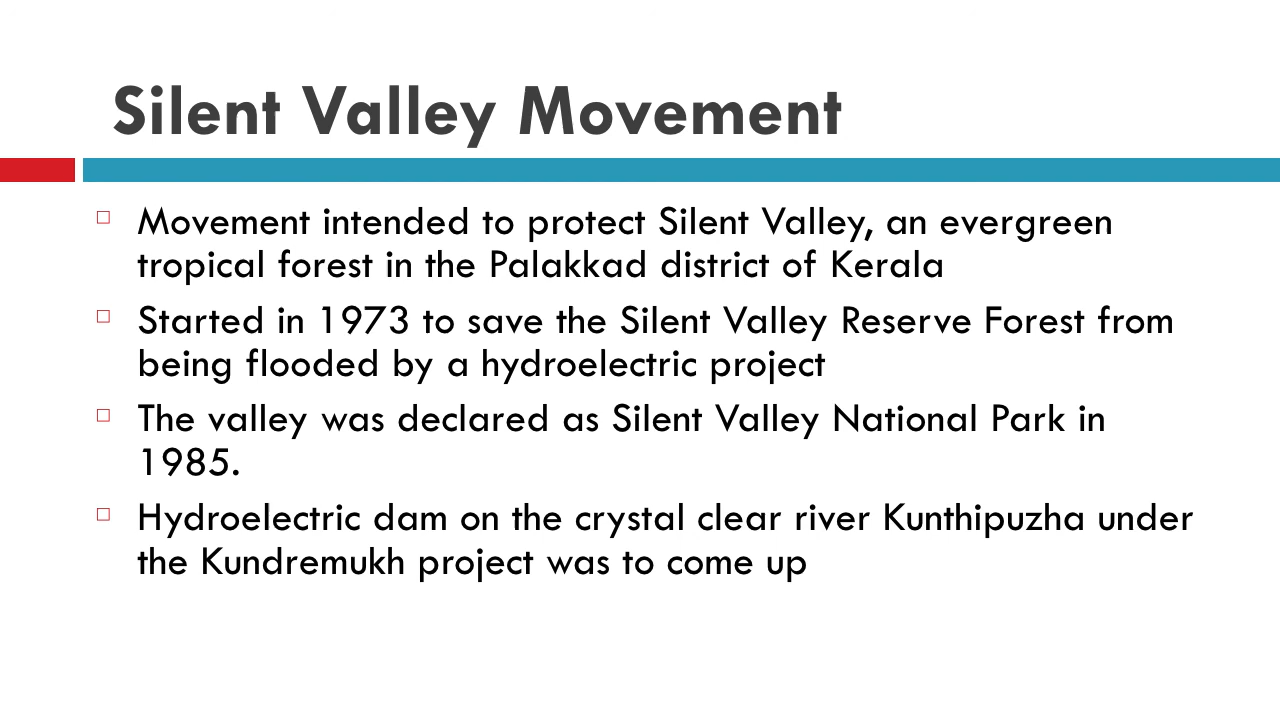 Silent Valley Movement
Movement intended to protect Silent Valley, an evergreen
tropical forest in the Palakkad district of Kerala
Started in 1973 to save the Silent Valley Reserve Forest from
being flooded by a hydroelectric project
The valley was declared as Silent Valley National Park in
1985.
Hydroelectric dam on the crystal clear river Kunthipuzha under
the Kundremukh project was to come up